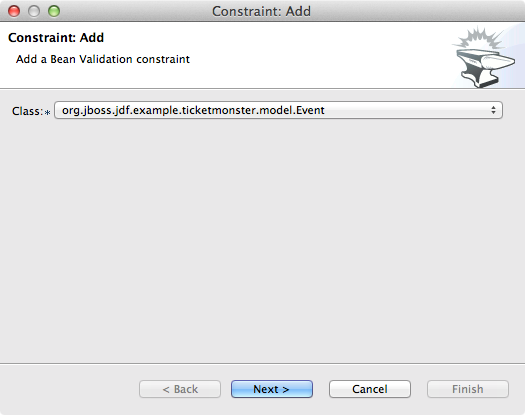 Constraint: Add
Constraint: Add
Add a Bean Validation constraint
Class:* org.jboss.jdf.example.ticketmonster.model.Event
< Back Next > Cancel Finish